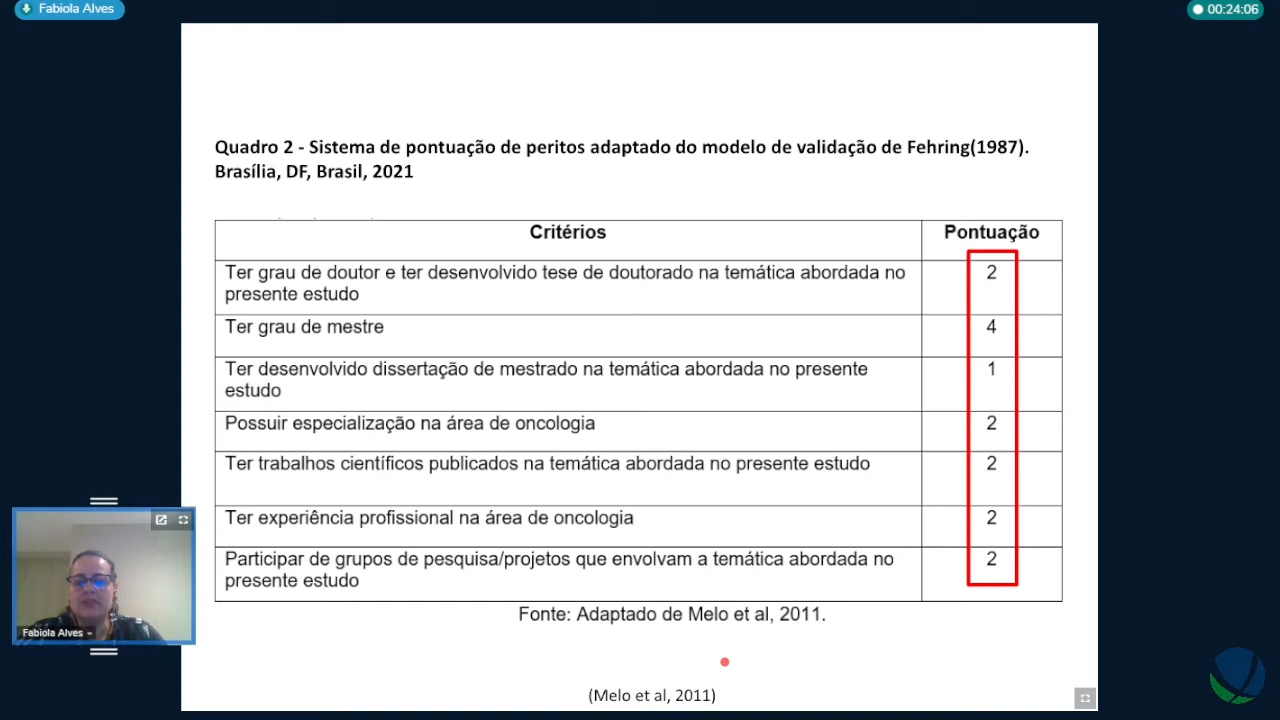 Fabiola Alves
00:24:06
Quadro 2 - Sistema de pontuação de peritos adaptado do modelo de validação de Fehring(1987).
Brasília, DF, Brasil, 2021
Critérios Pontuação
Ter grau de doutor e ter desenvolvido tese de doutorado na temática abordada no 2
presente estudo
Ter grau de mestre 4
Ter desenvolvido dissertação de mestrado na temática abordada no presente 1
estudo
Possuir especialização na área de oncologia 2
Ter trabalhos científicos publicados na temática abordada no presente estudo 2
Ter experiência profissional na área de oncologia 2
Participar de grupos de pesquisa/projetos que envolvam a temática abordada no 2
presente estudo
Fonte: Adaptado de Melo et al, 2011.
Fabiola Alves
(Melo et al, 2011)